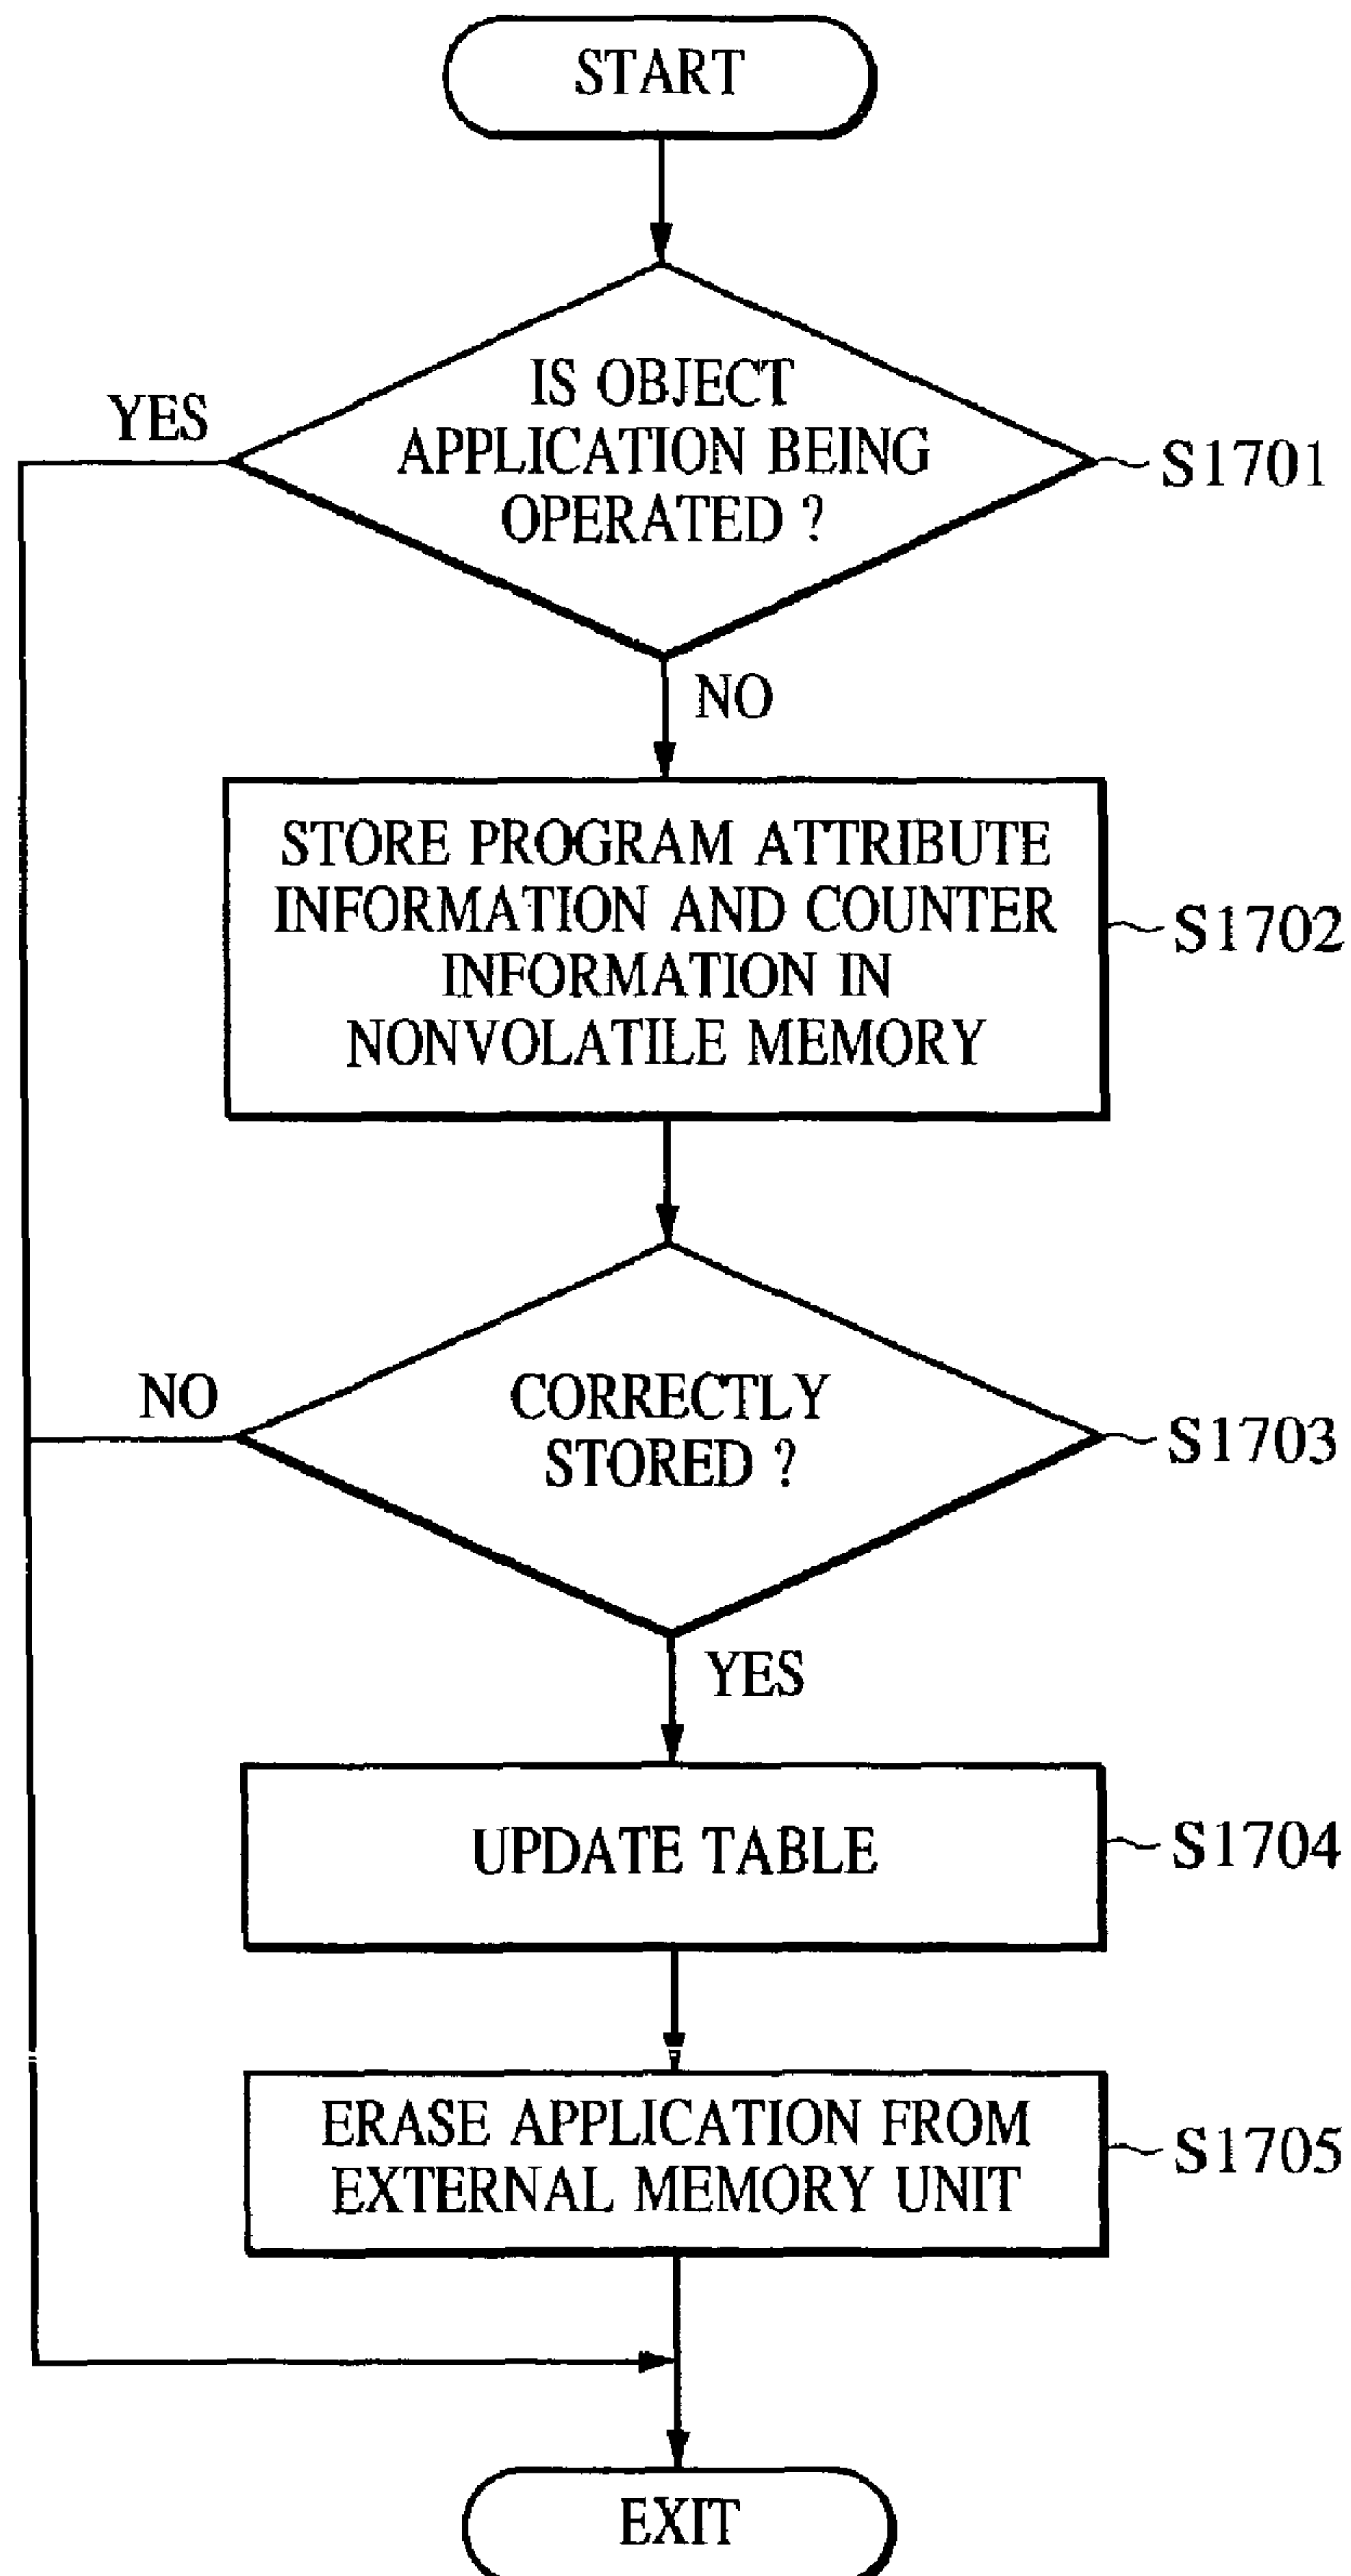 START
IS OBJECT
APPLICATION BEING
OPERATED ?
YES
S1701
NO
STORE PROGRAM ATTRIBUTE
INFORMATION AND COUNTER
INFORMATION IN
NONVOLATILE MEMORY
S1702
CORRECTLY
STORED ?
NO
S1703
YES
UPDATE TABLE
S1704
ERASE APPLICATION FROM
EXTERNAL MEMORY UNIT
S1705
EXIT